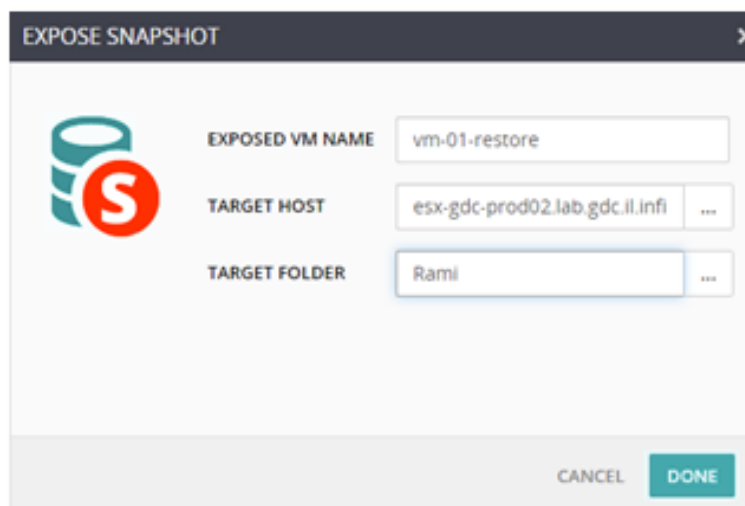 EXPOSE SNAPSHOT
S
EXPOSED VM NAME vm-01-restore
TARGET HOST esx-gdc-prod02.lab.gdc.il.infi ...
TARGET FOLDER Rami ...
CANCEL DONE